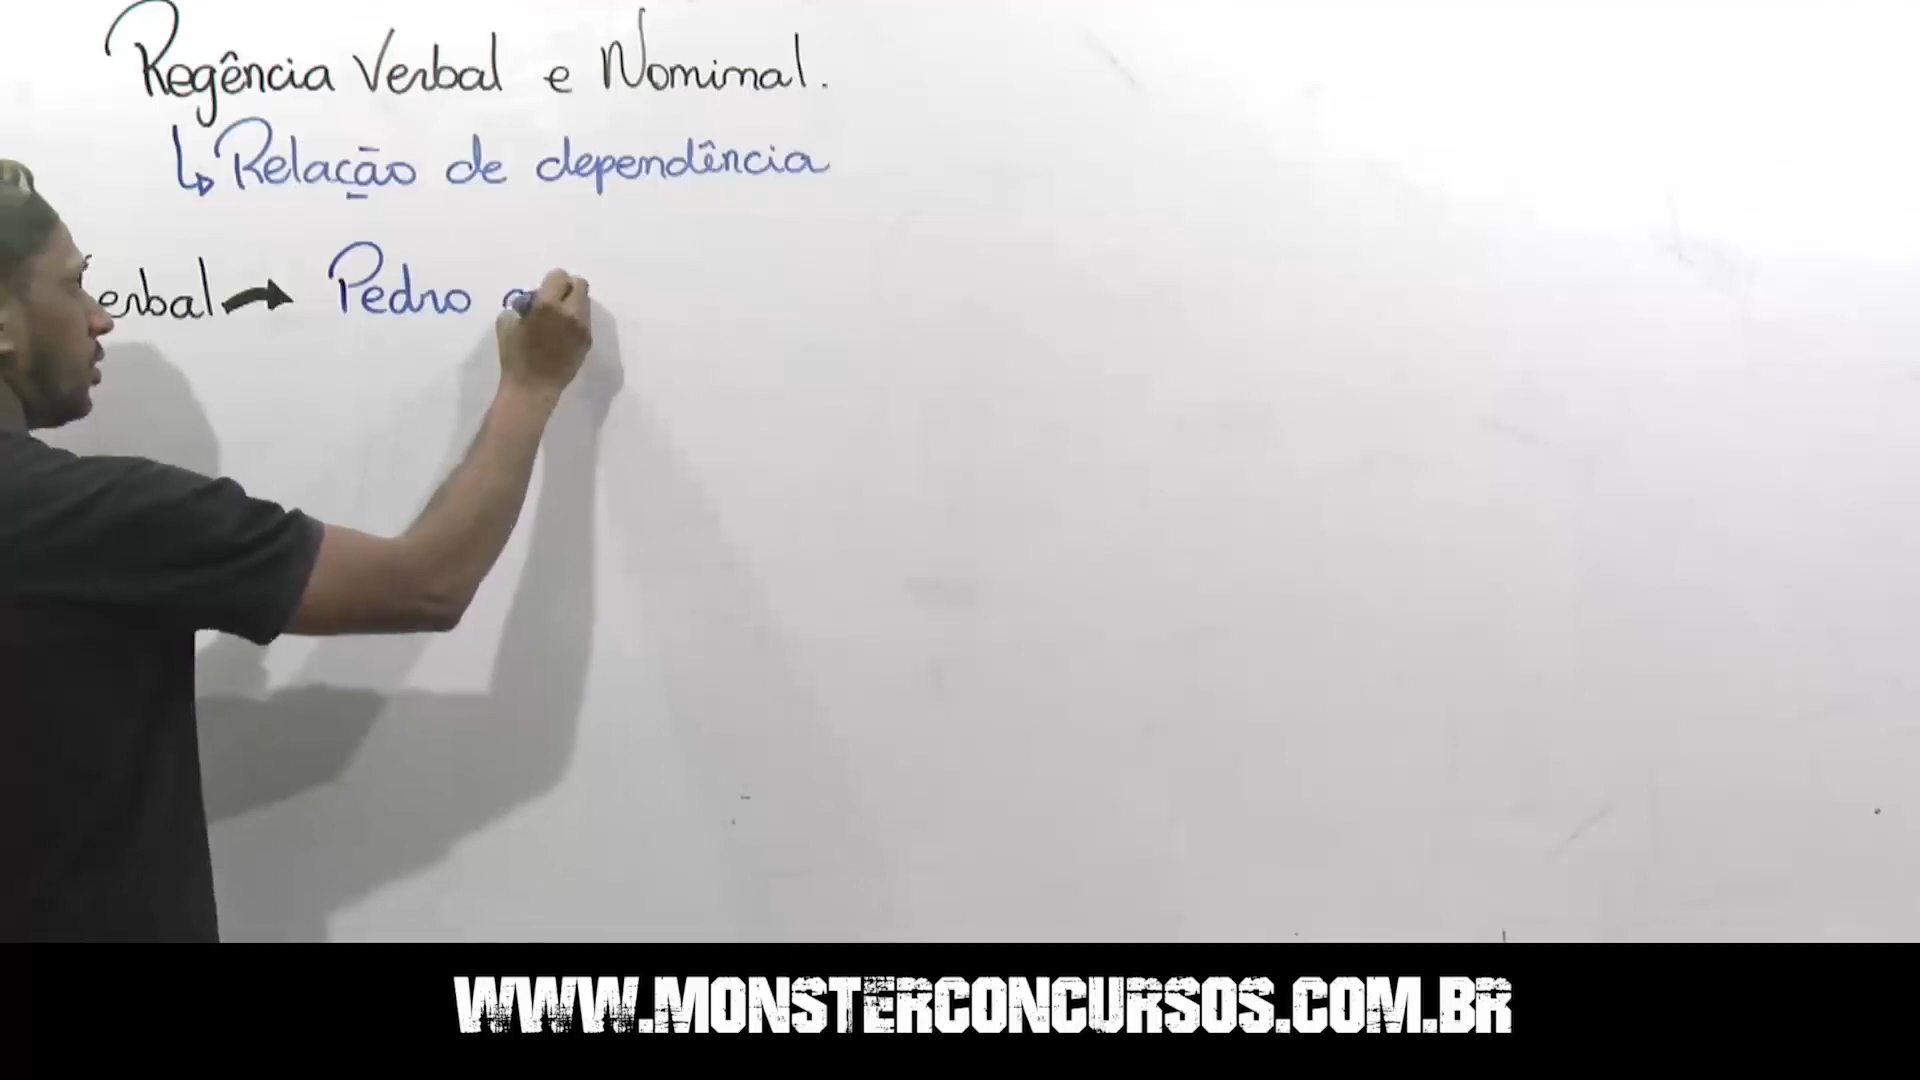 Regência Verbal e Nominal.
↳ Relação de dependência
erbal → Pedro
WWW.MONSTERCONCURSOS.COM.BR